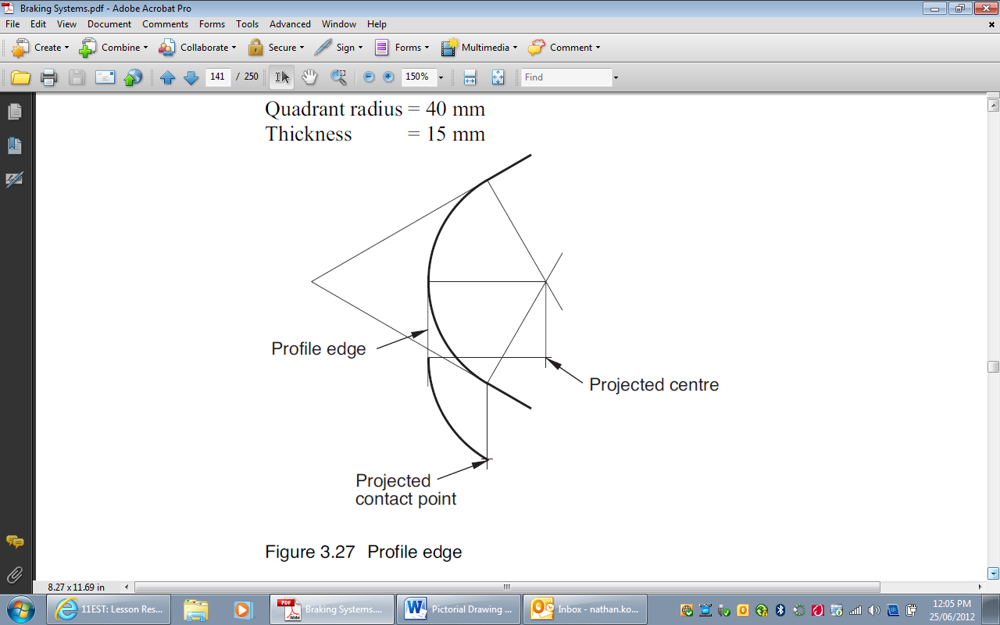 Braking Systems.pdf - Adobe Acrobat Pro
File Edit View Document Comments Forms Tools Advanced Window Help
Create Combine Collaborate Secure Sign Forms Multimedia Comment
141 / 250 150% Find
Quadrant radius = 40 mm
Thickness = 15 mm
Profile edge
Projected centre
Projected
contact point
Figure 3.27 Profile edge
8.27 x 11.69 in
11EST: Lesson Res... Braking Systems.... Pictorial Drawing ... Inbox - nathan.ko... 12:05 PM
25/06/2012